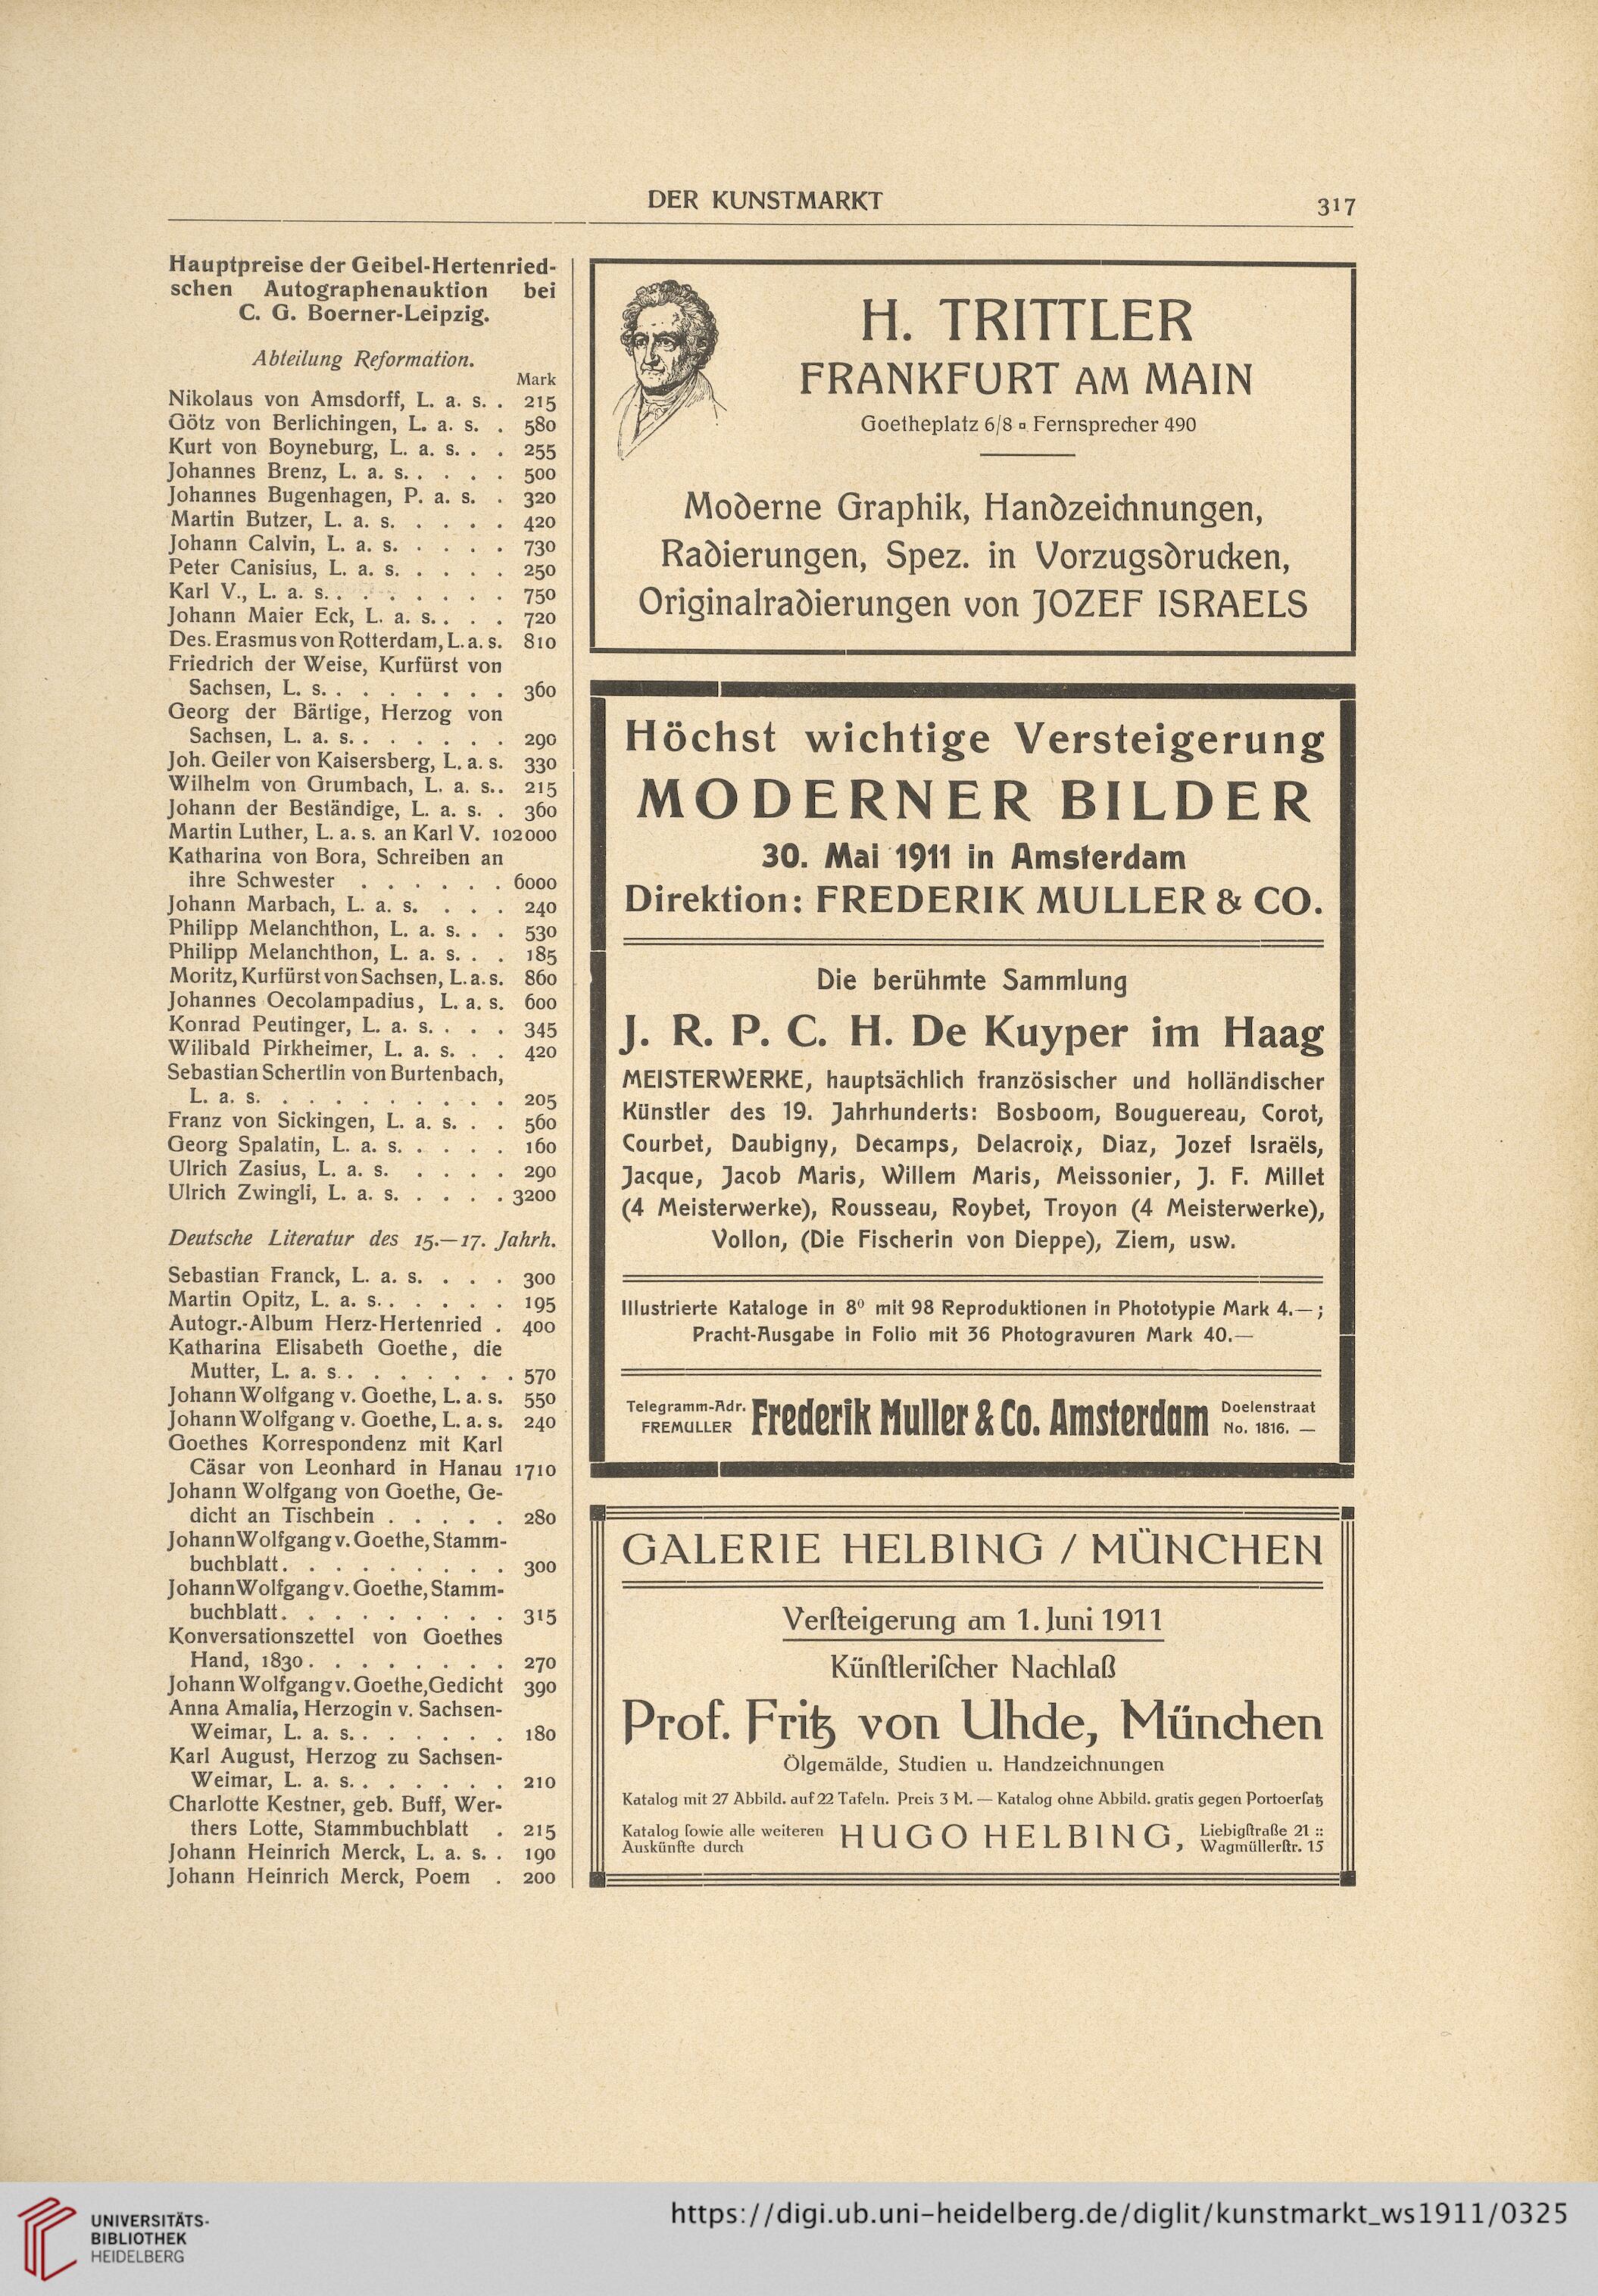 DER KUNSTMARKT
317
Hauptpreise der Geibel-Hertenried-
schen Autographenauktion bei
C. G. Boerner-Leipzig.
Abteilung Reformation.
Mark
Nikolaus von Amsdorff, L. a. s. . 215
Götz von Berlichingen, L. a. s. . 580
Kurt von Boyneburg, L. a. s. . . 255
Johannes Brenz, L. a. s. . . . . 500
Johannes Bugenhagen, P. a. s. . 320
Martin Butzer, L. a. s. . . . . 420
Johann Calvin, L. a. s. . . . . 730
Peter Canisius, L. a. s. . . . . 250
Karl V., L. a. s. . . . . . . . 750
Johann Maier Eck, L. a. s. . . . 720
Des. Erasmus von Rotterdam, L. a. s. 810
Friedrich der Weise, Kurfürst von
Sachsen, L. s. . . . . . . . 360
Georg der Bärtige, Herzog von
Sachsen, L. a. s. . . . . . . 290
Joh. Geiler von Kaisersberg, L. a. s. 330
Wilhelm von Grumbach, L. a. s. . 215
Johann der Beständige, L. a. s. . 360
Martin Luther, L. a. s. an Karl V. 102000
Katharina von Bora, Schreiben an
ihre Schwester . . . . . . 6000
Johann Marbach, L. a. s. . . . 240
Philipp Melanchthon, L. a. s. . . 530
Philipp Melanchthon, L. a. s. . . 185
Moritz, Kurfürst von Sachsen, L. a. s. 860
Johannes Oecolampadius, L. a. s. 600
Konrad Peutinger, L. a. s. . . . 345
Wilibald Pirkheimer, L. a. s. . . 420
Sebastian Schertlin von Burtenbach,
L. a. s. . . . . . . . . . 205
Franz von Sickingen, L. a. s. . . 560
Georg Spalatin, L. a. s. . . . . 160
Ulrich Zasius, L. a. s. . . . . 290
Ulrich Zwingli, L. a. s. . . . . 3200
Deutsche Literatur des 15.—17. Jahrh.
Sebastian Franck, L. a. s. . . . 300
Martin Opitz, L. a. s. . . . . . 195
Autogr.-Album Herz-Hertenried . 400
Katharina Elisabeth Goethe, die
Mutter, L. a. s. . . . . . . . 570
Johann Wolfgang v. Goethe, L. a. s. 550
Johann Wolfgang v. Goethe, L. a. s. 240
Goethes Korrespondenz mit Karl
Cäsar von Leonhard in Hanau 1710
Johann Wolfgang von Goethe, Ge-
dicht an Tischbein . . . . . 280
Johann Wolfgang v. Goethe, Stamm-
buchblatt . . . . . . . . . 300
Johann Wolfgang v. Goethe, Stamm-
buchblatt . . . . . . . . . 315
Konversationszettel von Goethes
Hand, 1830 . . . . . . . . 270
Johann Wolfgang v. Goethe, Gedicht 390
Anna Amalia, Herzogin v. Sachsen-
Weimar, L. a. s. . . . . . . 180
Karl August, Herzog zu Sachsen-
Weimar, L. a. s. . . . . . . 210
Charlotte Kestner, geb. Buff, Wer-
thers Lotte, Stammbuchblatt . 215
Johann Heinrich Merck, L. a. s. . 190
Johann Heinrich Merck, Poem . 200
H. TRITTLER
FRANKFURT AM MAIN
Goetheplatz 6/8 ▫ Fernsprecher 490
Moderne Graphik, Handzeichnungen,
Radierungen, Spez. in Vorzugsdrucken,
Originalradierungen von JOZEF ISRAELS
Höchst wichtige Versteigerung
MODERNER BILDER
30. Mai 1911 in Amsterdam
Direktion: FREDERIK MULLER & CO.
Die berühmte Sammlung
J. R. P. C. H. De Kuyper im Haag
MEISTERWERKE, hauptsächlich französischer und holländischer
Künstler des 19. Jahrhunderts: Bosboom, Bouguereau, Corot,
Courbet, Daubigny, Decamps, Delacroix, Diaz, Jozef Israëls,
Jacque, Jacob Maris, Willem Maris, Meissonier, J. F. Millet
(4 Meisterwerke), Rousseau, Roybet, Troyon (4 Meisterwerke),
Vollon, (Die Fischerin von Dieppe), Ziem, usw.
Illustrierte Kataloge in 8⁰ mit 98 Reproduktionen in Phototypie Mark 4.—;
Pracht-Ausgabe in Folio mit 36 Photogravuren Mark 40.—
Telegramm-Adr.
FREMULLER
Frederik Muller & Co. Amsterdam
Doelenstraat
No. 1816. —
GALERIE HELBING / MÜNCHEN
Verſteigerung am 1. Juni 1911
Künſtleriſcher Nachlaß
Prof. Fritz von Uhde, München
Ölgemälde, Studien u. Handzeichnungen
Katalog mit 27 Abbild. auf 22 Tafeln. Preis 3 M. — Katalog ohne Abbild. gratis gegen Portoerſatz
Katalog ſowie alle weiteren
Auskünfte durch
HUGO HELBING,
Liebigſtraße 21 ::
Wagmüllerſtr. 15
UNIVERSITÄTS-
BIBLIOTHEK
HEIDELBERG
https://digi.ub.uni-heidelberg.de/diglit/kunstmarkt_ws1911/0325